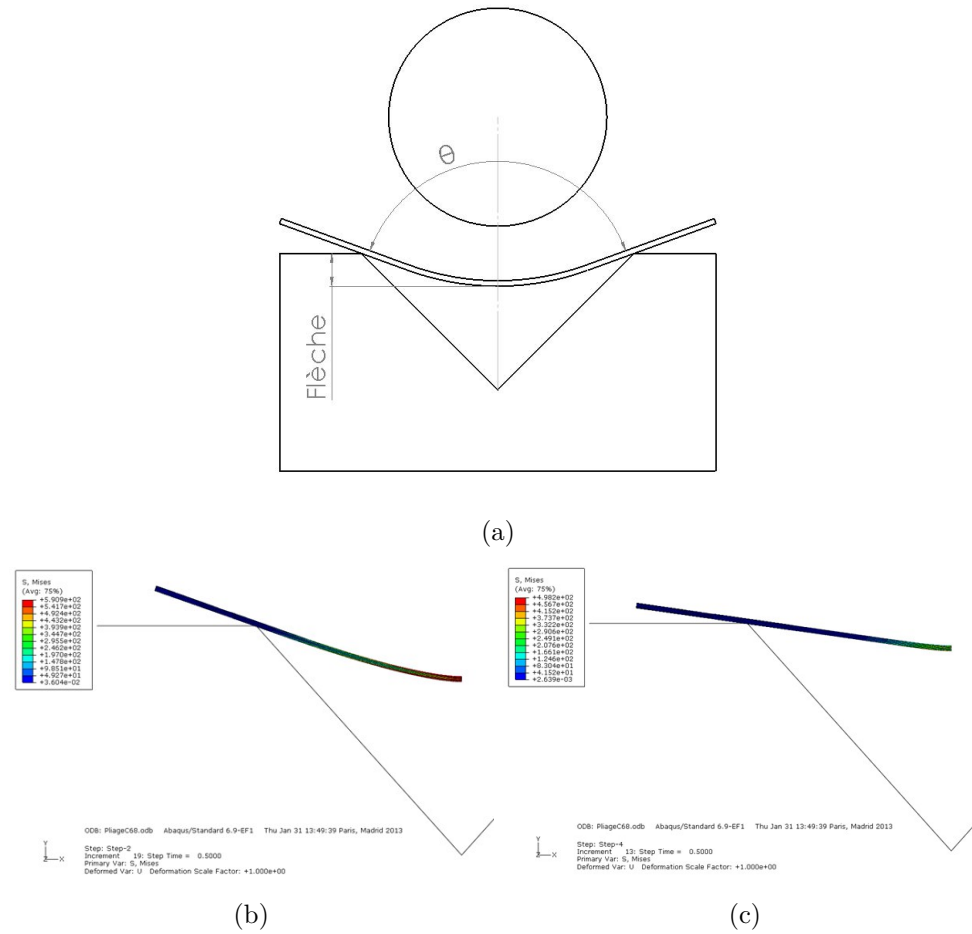 θ
Flèche
(a)
S, Mises
(Avg: 75%)
+5.909e+02
+5.417e+02
+4.924e+02
+4.432e+02
+3.939e+02
+3.447e+02
+2.955e+02
+2.462e+02
+1.970e+02
+1.478e+02
+9.851e+01
+4.927e+01
+3.604e-02
ODB: PliageC68.odb Abaqus/Standard 6.9-EF1 Thu Jan 31 13:49:39 Paris, Madrid 2013
Y
Z X
Step: Step-2
Increment 19: Step Time = 0.5000
Primary Var: S, Mises
Deformed Var: U Deformation Scale Factor: +1.000e+00
(b)
S, Mises
(Avg: 75%)
+4.982e+02
+4.567e+02
+4.152e+02
+3.737e+02
+3.322e+02
+2.906e+02
+2.491e+02
+2.076e+02
+1.661e+02
+1.246e+02
+8.304e+01
+4.152e+01
+2.639e-03
ODB: PliageC68.odb Abaqus/Standard 6.9-EF1 Thu Jan 31 13:49:39 Paris, Madrid 2013
Y
Z X
Step: Step-4
Increment 13: Step Time = 0.5000
Primary Var: S, Mises
Deformed Var: U Deformation Scale Factor: +1.000e+00
(c)